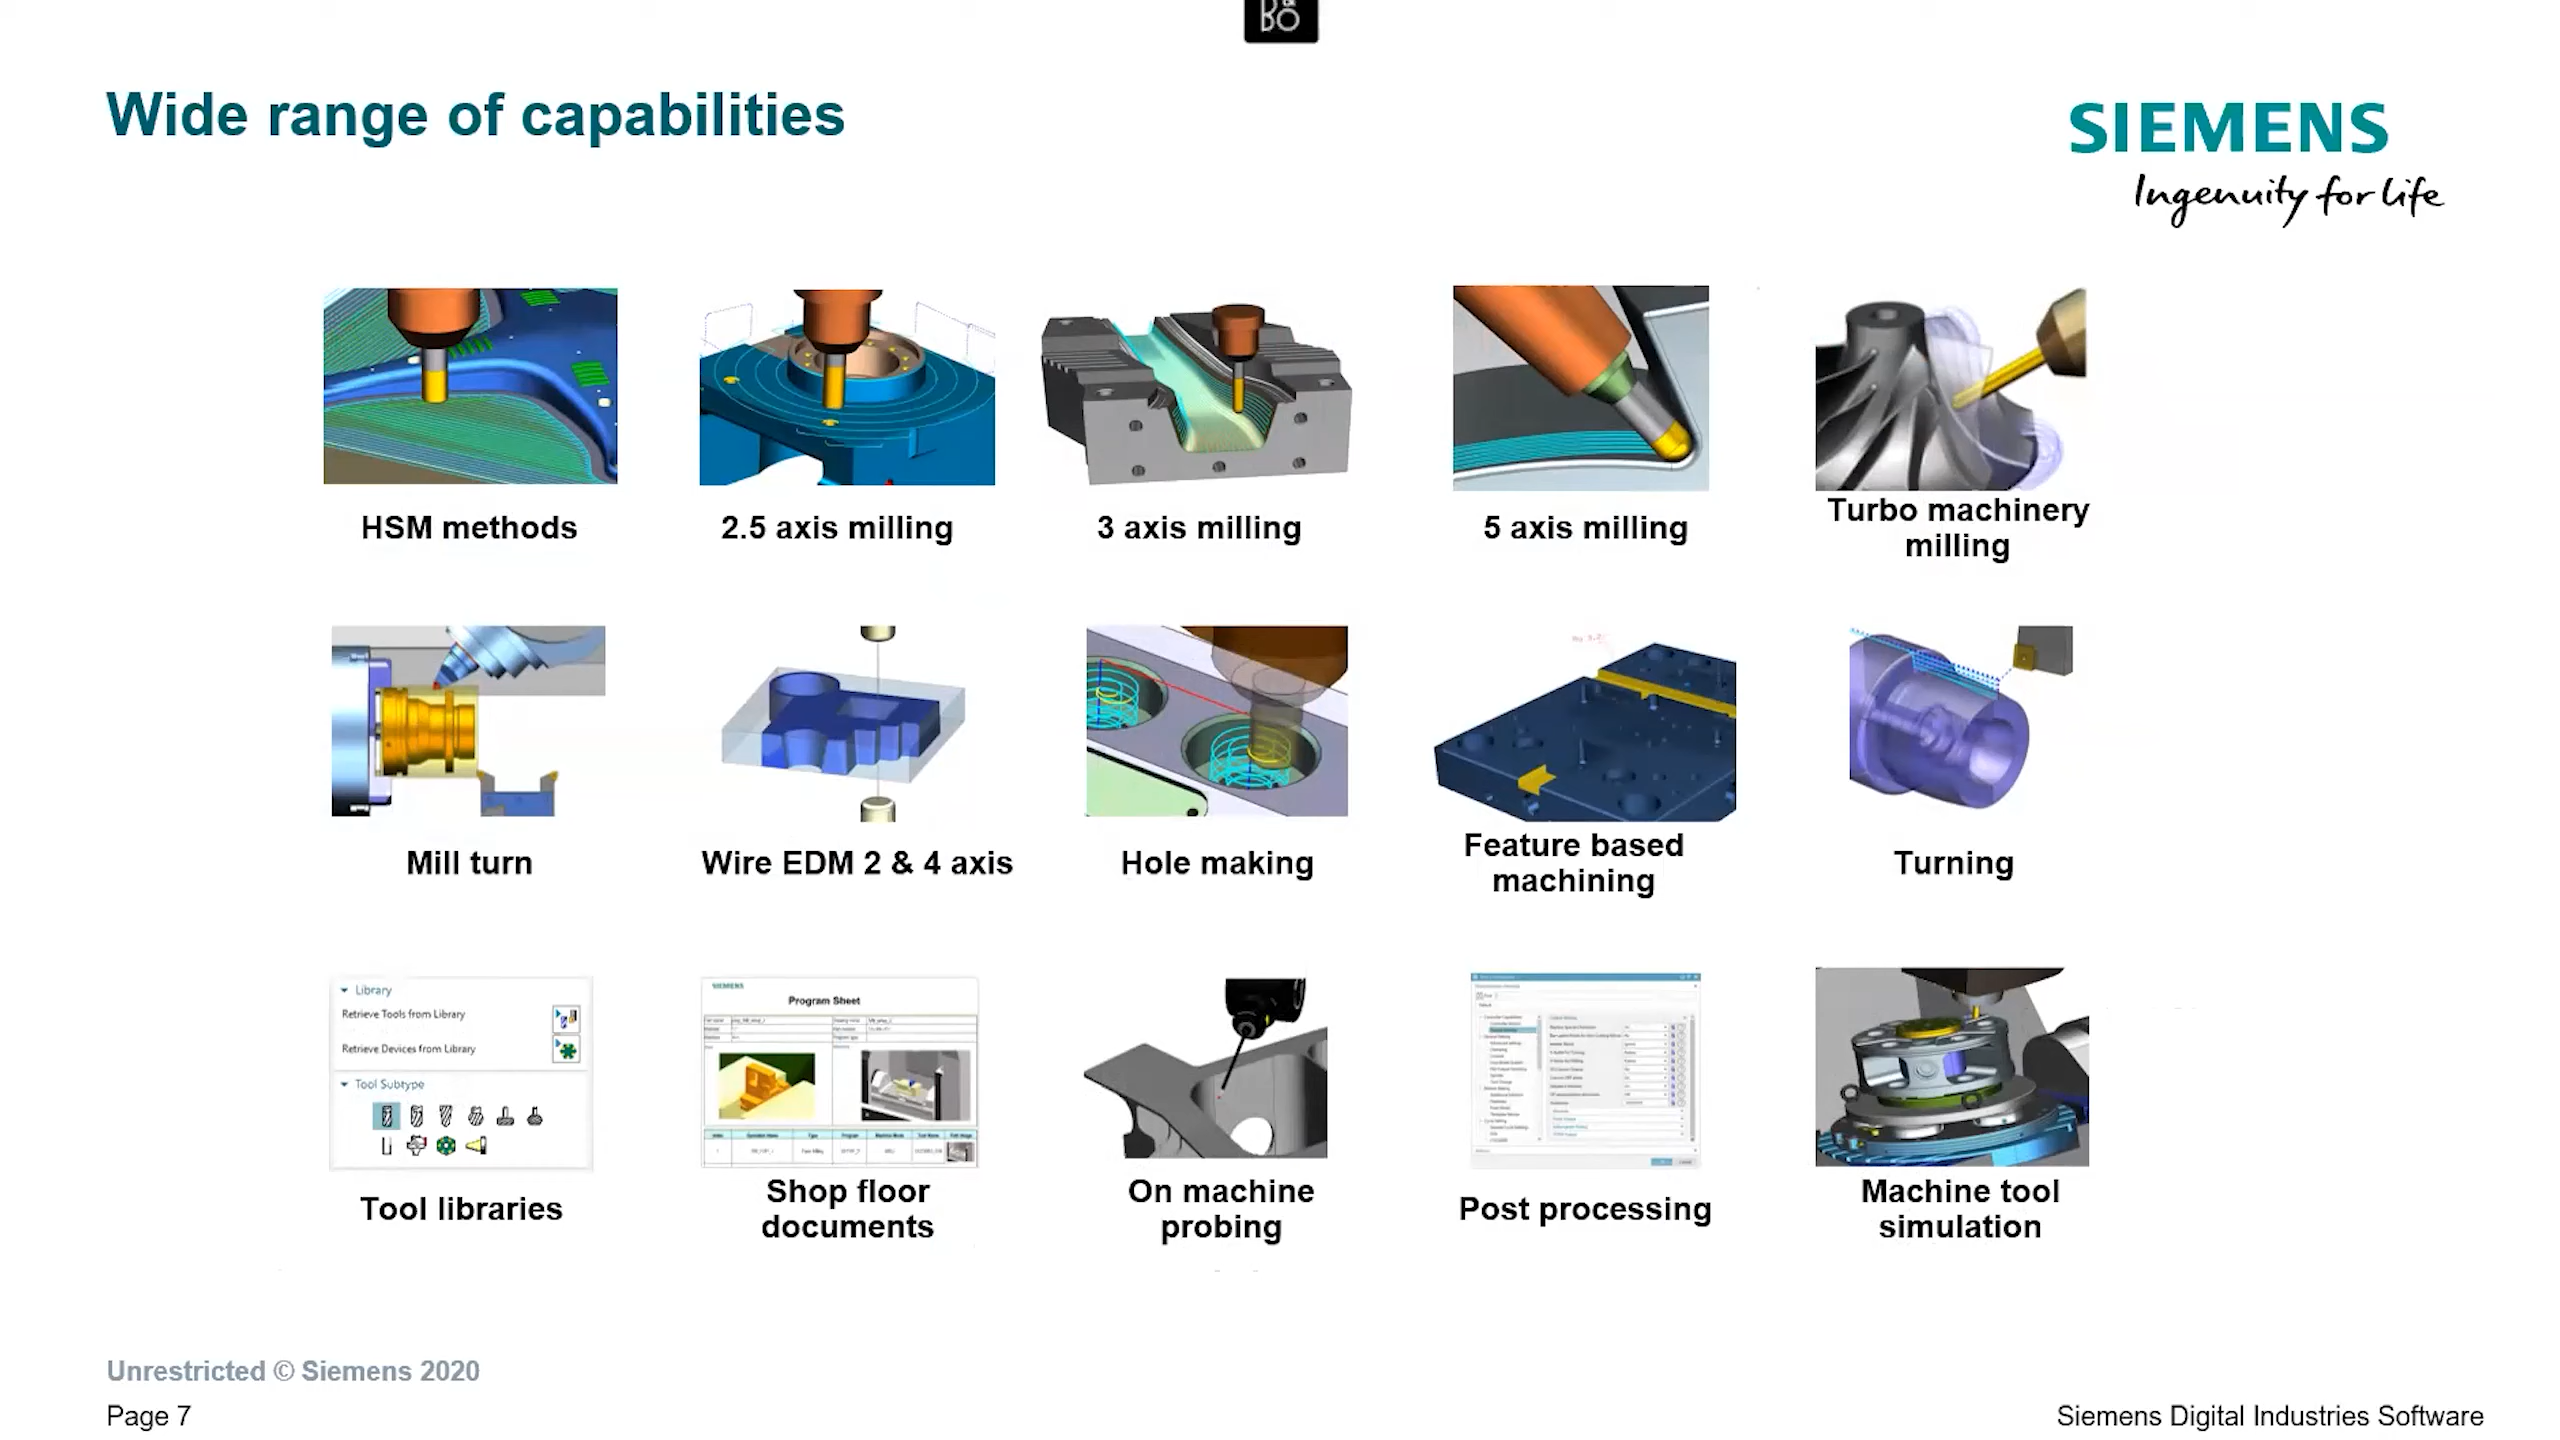 BO
Wide range of capabilities
SIEMENS
Ingenuity for life
HSM methods
2.5 axis milling
3 axis milling
5 axis milling
Turbo machinery
milling
Mill turn
Wire EDM 2 & 4 axis
Hole making
Feature based
machining
Turning
Library
Retrieve Tools from Library
Retrieve Devices from Library
Tool Subtype
SIEMENS
Program Sheet
Tool libraries
Shop floor
documents
On machine
probing
Post processing
Machine tool
simulation
Unrestricted © Siemens 2020
Page 7
Siemens Digital Industries Software